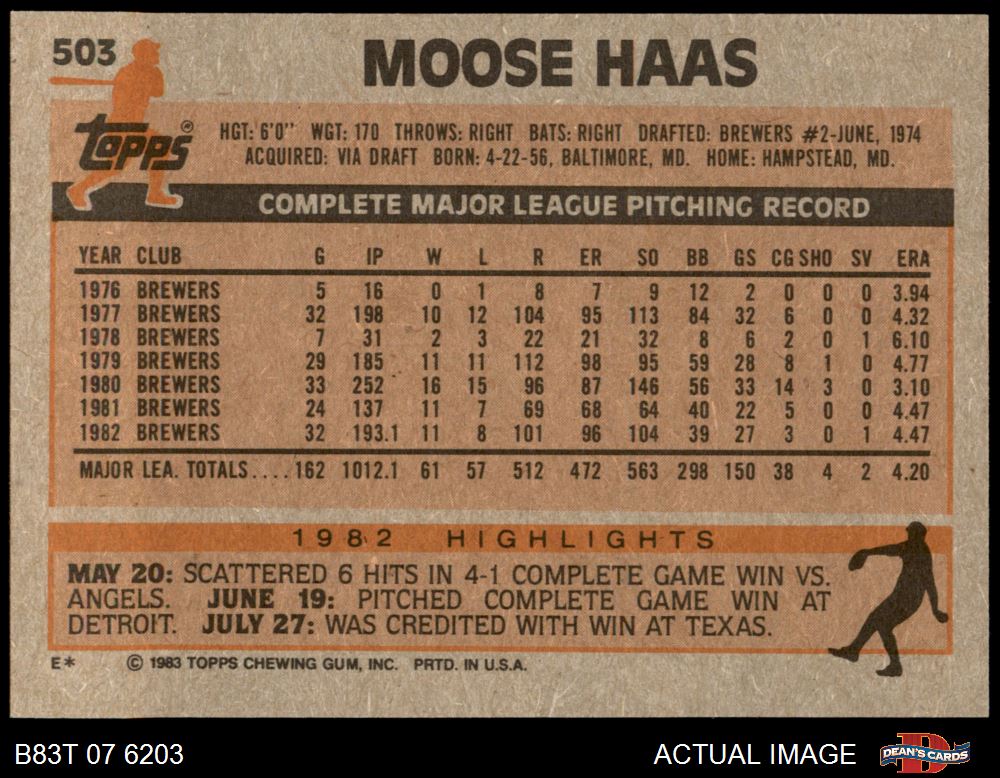 503
MOOSE HAAS
topps®
HGT: 6'0" WGT: 170 THROWS: RIGHT BATS: RIGHT DRAFTED: BREWERS #2-JUNE, 1974
ACQUIRED: VIA DRAFT BORN: 4-22-56, BALTIMORE, MD. HOME: HAMPSTEAD, MD.
COMPLETE MAJOR LEAGUE PITCHING RECORD
YEAR CLUB G IP W L R ER SO BB GS CG SHO SV ERA
1976 BREWERS 5 16 0 1 8 7 9 12 2 0 0 0 3.94
1977 BREWERS 32 198 10 12 104 95 113 84 32 6 0 0 4.32
1978 BREWERS 7 31 2 3 22 21 32 8 6 2 0 1 6.10
1979 BREWERS 29 185 11 11 112 98 95 59 28 8 1 0 4.77
1980 BREWERS 33 252 16 15 96 87 146 56 33 14 3 0 3.10
1981 BREWERS 24 137 11 7 69 68 64 40 22 5 0 0 4.47
1982 BREWERS 32 193.1 11 8 101 96 104 39 27 3 0 1 4.47
MAJOR LEA. TOTALS....162 1012.1 61 57 512 472 563 298 150 38 4 2 4.20
1982 HIGHLIGHTS
MAY 20: SCATTERED 6 HITS IN 4-1 COMPLETE GAME WIN VS.
ANGELS. JUNE 19: PITCHED COMPLETE GAME WIN AT
DETROIT. JULY 27: WAS CREDITED WITH WIN AT TEXAS.
E* © 1983 TOPPS CHEWING GUM, INC. PRTD. IN U.S.A.
B83T 07 6203 ACTUAL IMAGE DEAN'S CARDS